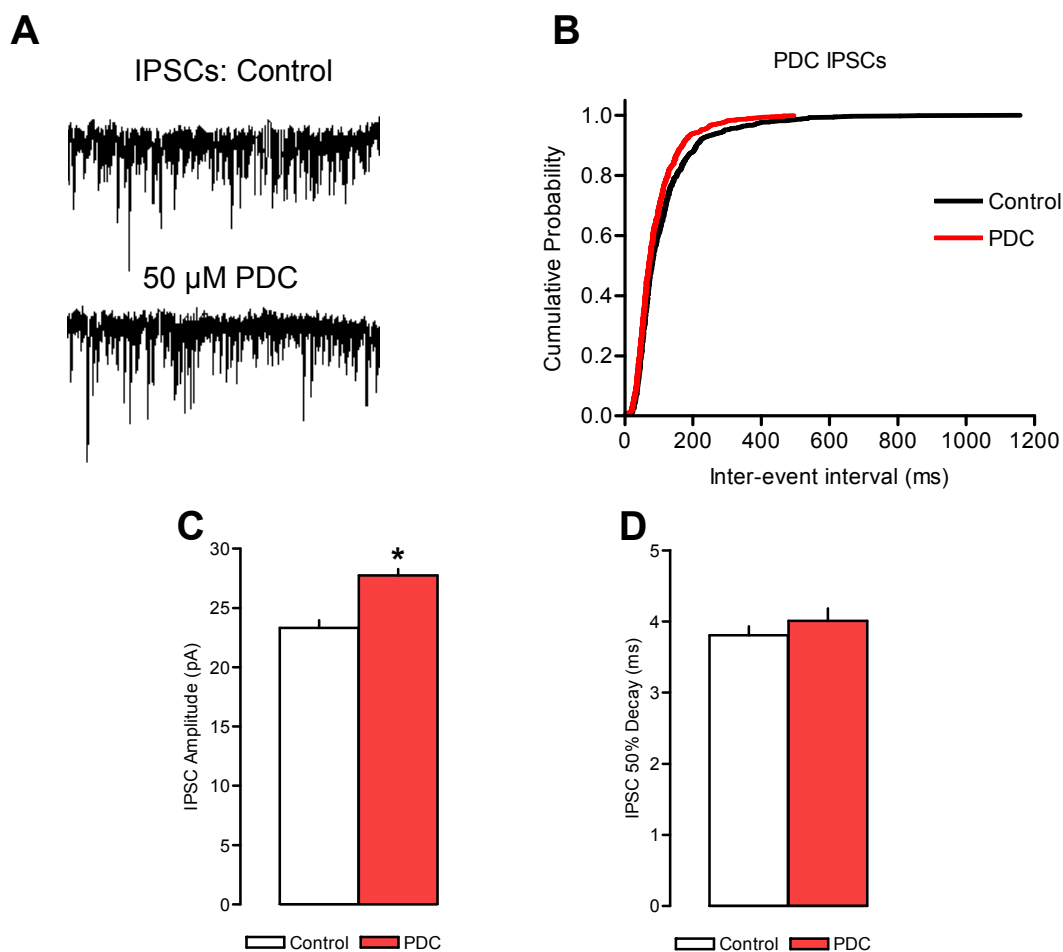 A
IPSCs: Control
50 µM PDC
B
PDC IPSCs
Cumulative Probability
1.0
0.8
0.6
0.4
0.2
0.0
0 200 400 600 800 1000 1200
Inter-event interval (ms)
Control
PDC
C
IPSC Amplitude (pA)
30
25
20
15
10
5
0
*
Control PDC
D
IPSC 50% Decay (ms)
5
4
3
2
1
0
Control PDC